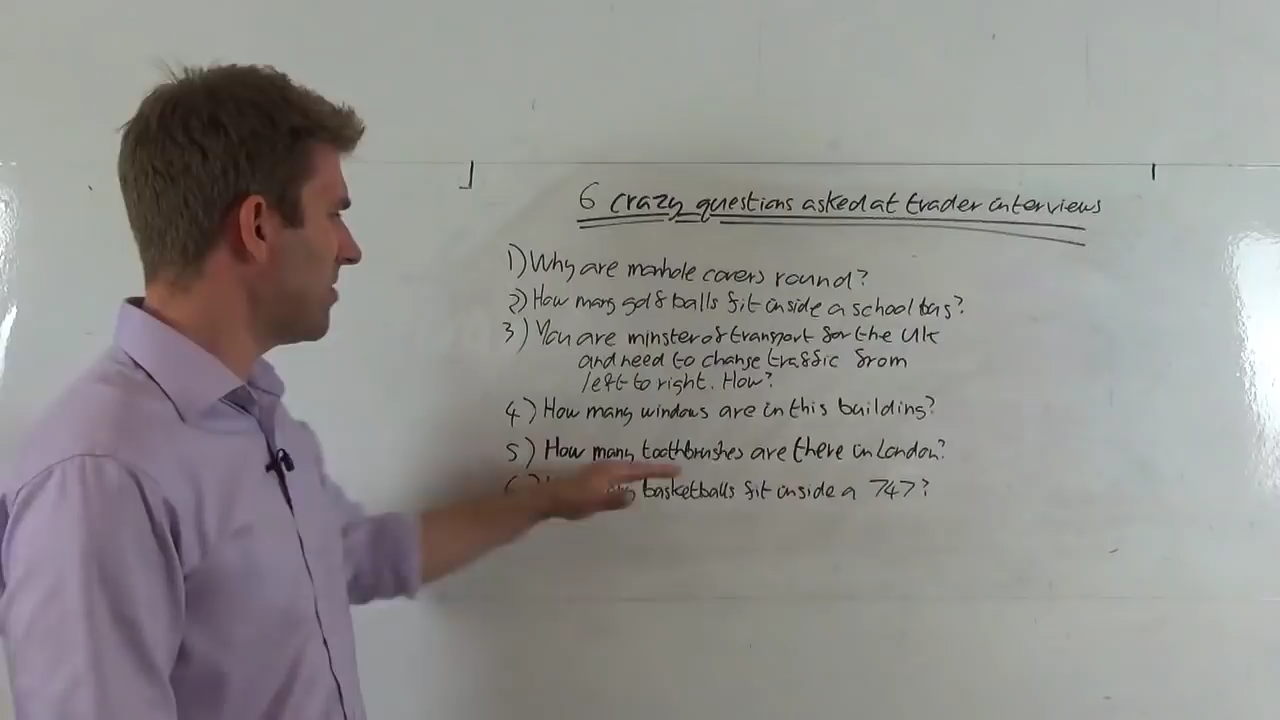 6 crazy questions asked at trader interviews
1) Why are manhole covers round?
2) How many golf balls fit inside a school bus?
3) You are minster of transport for the UK
and need to change traffic from
left to right. How?
4) How many windows are in this building?
5) How many toothbrushes are there in London?
basketballs fit inside a 747?